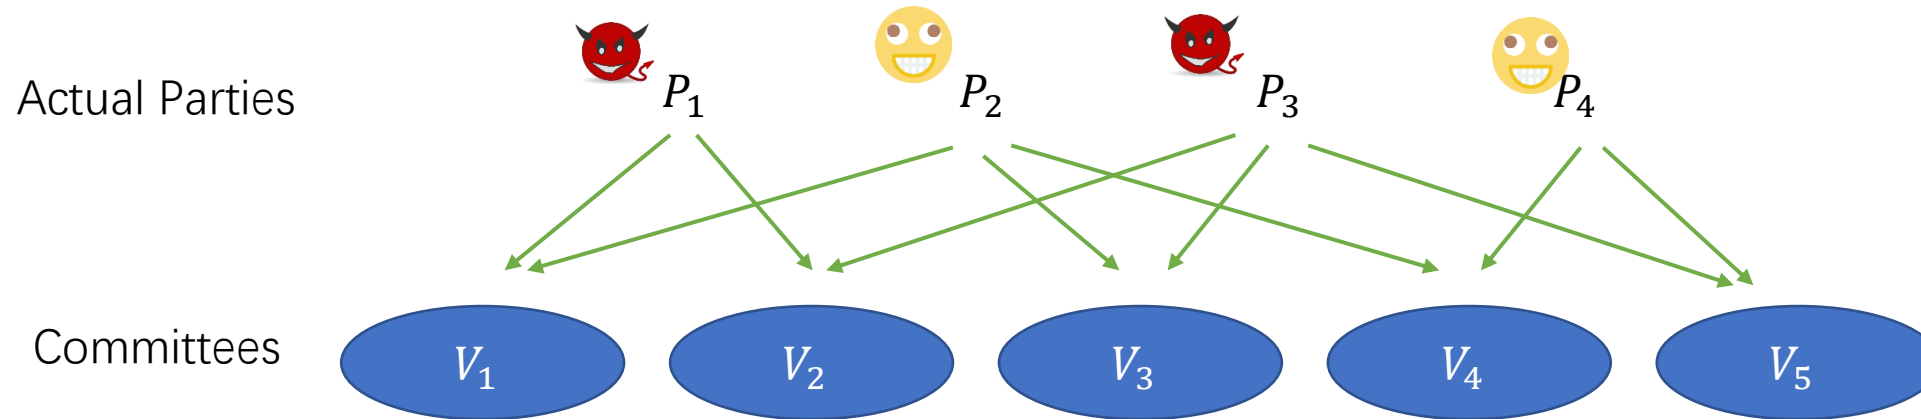 Actual Parties P₁ P₂ P₃ P₄
Committees V₁ V₂ V₃ V₄ V₅